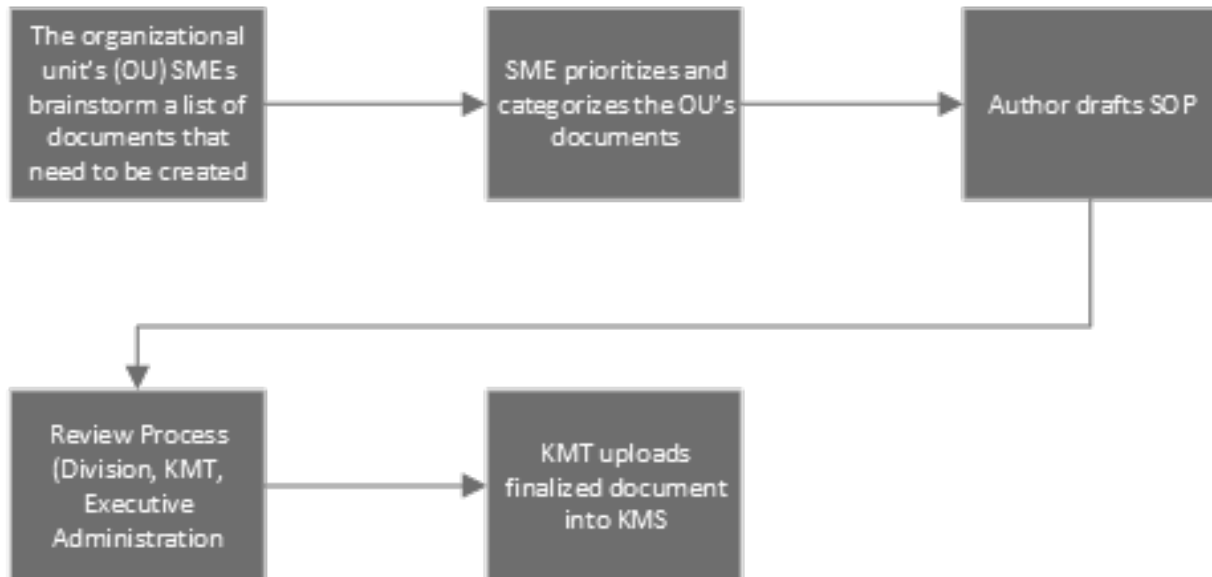 The organizational
unit's (OU) SMEs
brainstorm a list of
documents that
need to be created
SME prioritizes and
categorizes the OU's
documents
Author drafts SOP
Review Process
(Division, KMT,
Executive
Administration
KMT uploads
finalized document
into KMS